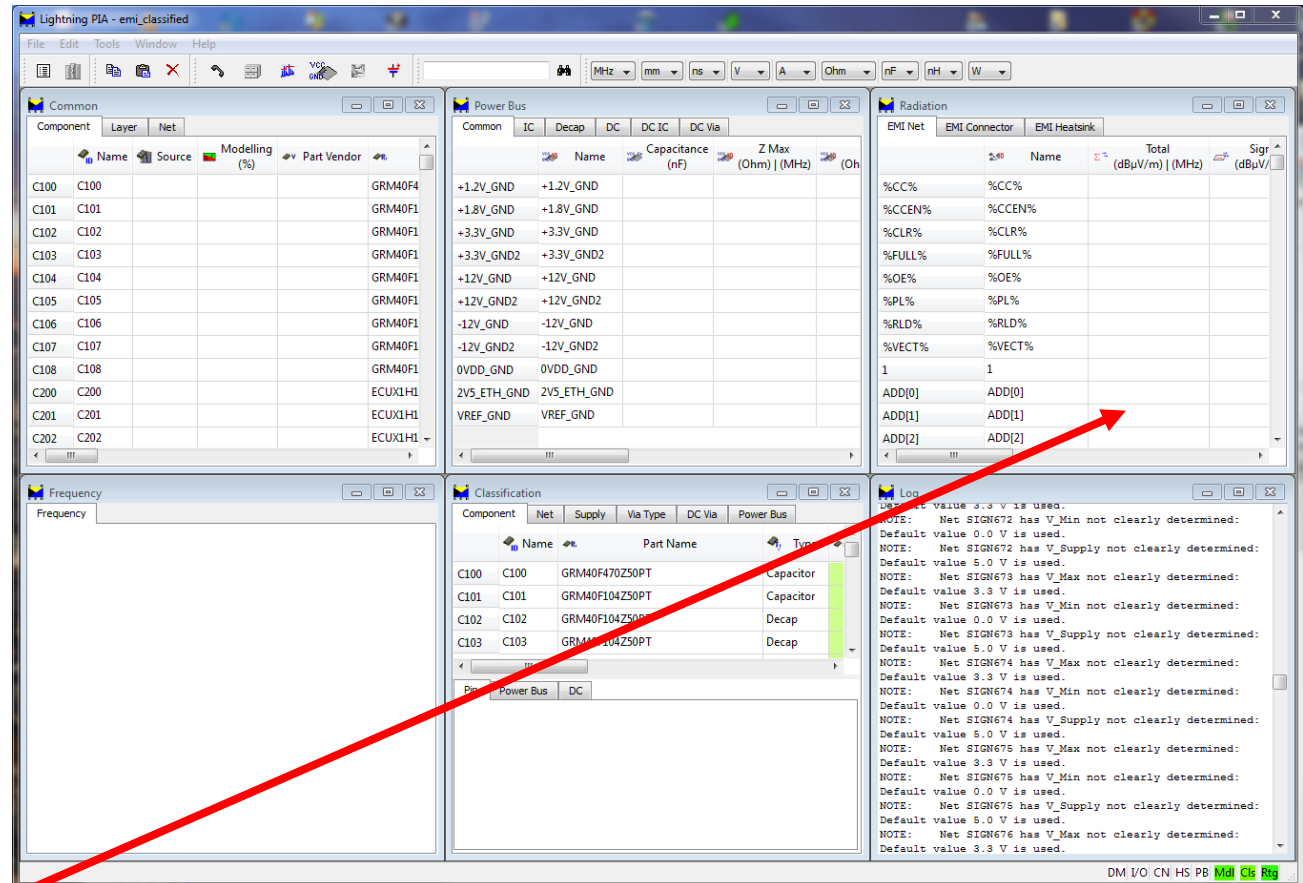 Lightning PIA - emi_classified
File Edit Tools Window Help
VCC GND MHz mm ns V A Ohm nF nH W
Common
Component Layer Net
ID Name Source Modelling (%) Part Vendor
C100 C100 GRM40F4
C101 C101 GRM40F1
C102 C102 GRM40F1
C103 C103 GRM40F1
C104 C104 GRM40F1
C105 C105 GRM40F1
C106 C106 GRM40F1
C107 C107 GRM40F1
C108 C108 GRM40F1
C200 C200 ECUX1H1
C201 C201 ECUX1H1
C202 C202 ECUX1H1
Power Bus
Common IC Decap DC DC IC DC Via
Name Capacitance (nF) Z Max (Ohm) | (MHz) (Oh
+1.2V_GND +1.2V_GND
+1.8V_GND +1.8V_GND
+3.3V_GND +3.3V_GND
+3.3V_GND2 +3.3V_GND2
+12V_GND +12V_GND
+12V_GND2 +12V_GND2
-12V_GND -12V_GND
-12V_GND2 -12V_GND2
0VDD_GND 0VDD_GND
2V5_ETH_GND 2V5_ETH_GND
VREF_GND VREF_GND
Radiation
EMI Net EMI Connector EMI Heatsink
Name Total (dBµV/m) | (MHz) Sigr (dBµV/
%CC% %CC%
%CCEN% %CCEN%
%CLR% %CLR%
%FULL% %FULL%
%OE% %OE%
%PL% %PL%
%RLD% %RLD%
%VECT% %VECT%
1 1
ADD[0] ADD[0]
ADD[1] ADD[1]
ADD[2] ADD[2]
Frequency
Frequency
Classification
Component Net Supply Via Type DC Via Power Bus
ID Name Part Name Type
C100 C100 GRM40F470Z50PT Capacitor
C101 C101 GRM40F104Z50PT Capacitor
C102 C102 GRM40F104Z50PT Decap
C103 C103 GRM40F104Z50PT Decap
Pin Power Bus DC
Log
Default value 3.3 V is used.
NOTE: Net SIGN672 has V_Min not clearly determined:
Default value 0.0 V is used.
NOTE: Net SIGN672 has V_Supply not clearly determined:
Default value 5.0 V is used.
NOTE: Net SIGN673 has V_Max not clearly determined:
Default value 3.3 V is used.
NOTE: Net SIGN673 has V_Min not clearly determined:
Default value 0.0 V is used.
NOTE: Net SIGN673 has V_Supply not clearly determined:
Default value 5.0 V is used.
NOTE: Net SIGN674 has V_Max not clearly determined:
Default value 3.3 V is used.
NOTE: Net SIGN674 has V_Min not clearly determined:
Default value 0.0 V is used.
NOTE: Net SIGN674 has V_Supply not clearly determined:
Default value 5.0 V is used.
NOTE: Net SIGN675 has V_Max not clearly determined:
Default value 3.3 V is used.
NOTE: Net SIGN675 has V_Min not clearly determined:
Default value 0.0 V is used.
NOTE: Net SIGN675 has V_Supply not clearly determined:
Default value 5.0 V is used.
NOTE: Net SIGN676 has V_Max not clearly determined:
Default value 3.3 V is used.
DM I/O CN HS PB Mdl Cls Rtg